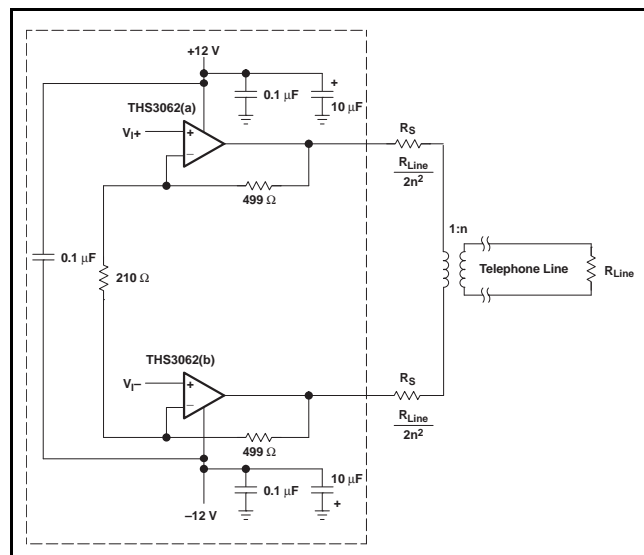 +12 V
+
0.1 µF
10 µF
THS3062(a)
VI+
+
−
499 Ω
RS
RLine
2n²
1:n
0.1 µF
210 Ω
Telephone Line
RLine
THS3062(b)
VI−
+
−
499 Ω
RS
RLine
2n²
10 µF
0.1 µF
+
−12 V